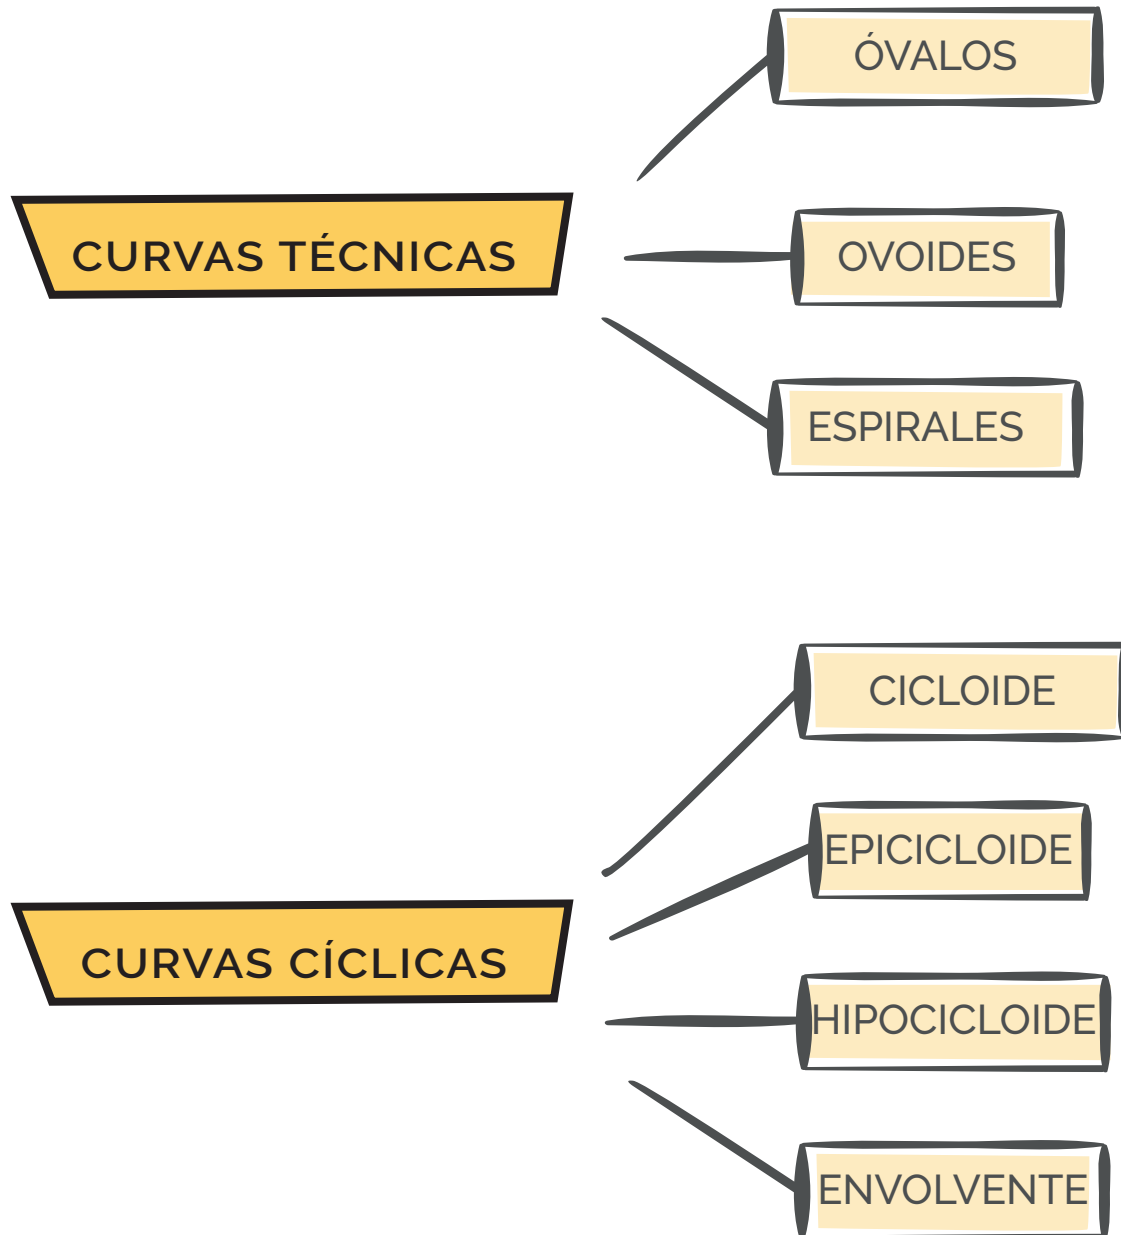 CURVAS TÉCNICAS
ÓVALOS
OVOIDES
ESPIRALES
CURVAS CÍCLICAS
CICLOIDE
EPICICLOIDE
HIPOCICLOIDE
ENVOLVENTE